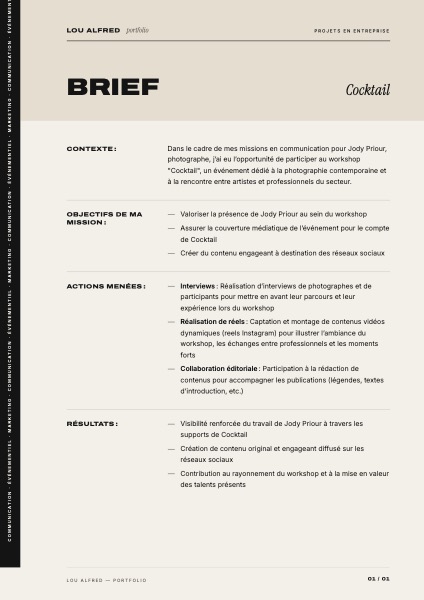 LOU ALFRED portfolio
PROJETS EN ENTREPRISE
BRIEF
Cocktail
CONTEXTE :
Dans le cadre de mes missions en communication pour Jody Priour,
photographe, j'ai eu l'opportunité de participer au workshop
"Cocktail", un événement dédié à la photographie contemporaine et
à la rencontre entre artistes et professionnels du secteur.
OBJECTIFS DE MA
MISSION :
— Valoriser la présence de Jody Priour au sein du workshop
— Assurer la couverture médiatique de l'événement pour le compte
de Cocktail
— Créer du contenu engageant à destination des réseaux sociaux
ACTIONS MENÉES :
— Interviews : Réalisation d'interviews de photographes et de
participants pour mettre en avant leur parcours et leur
expérience lors du workshop
— Réalisation de réels : Captation et montage de contenus vidéos
dynamiques (reels Instagram) pour illustrer l'ambiance du
workshop, les échanges entre professionnels et les moments
forts
— Collaboration éditoriale : Participation à la rédaction de
contenus pour accompagner les publications (légendes, textes
d'introduction, etc.)
RÉSULTATS :
— Visibilité renforcée du travail de Jody Priour à travers les
supports de Cocktail
— Création de contenu original et engageant diffusé sur les
réseaux sociaux
— Contribution au rayonnement du workshop et à la mise en valeur
des talents présents
LOU ALFRED — PORTFOLIO
01 / 01
COMMUNICATION · ÉVÉNEMENTIEL · MARKETING · COMMUNICATION · ÉVÉNEMENTIEL · MARKETING · COMMUNICATION · ÉVÉNEMENTIEL · MARKETING · COMMUNICATION · ÉVÉNEMENT